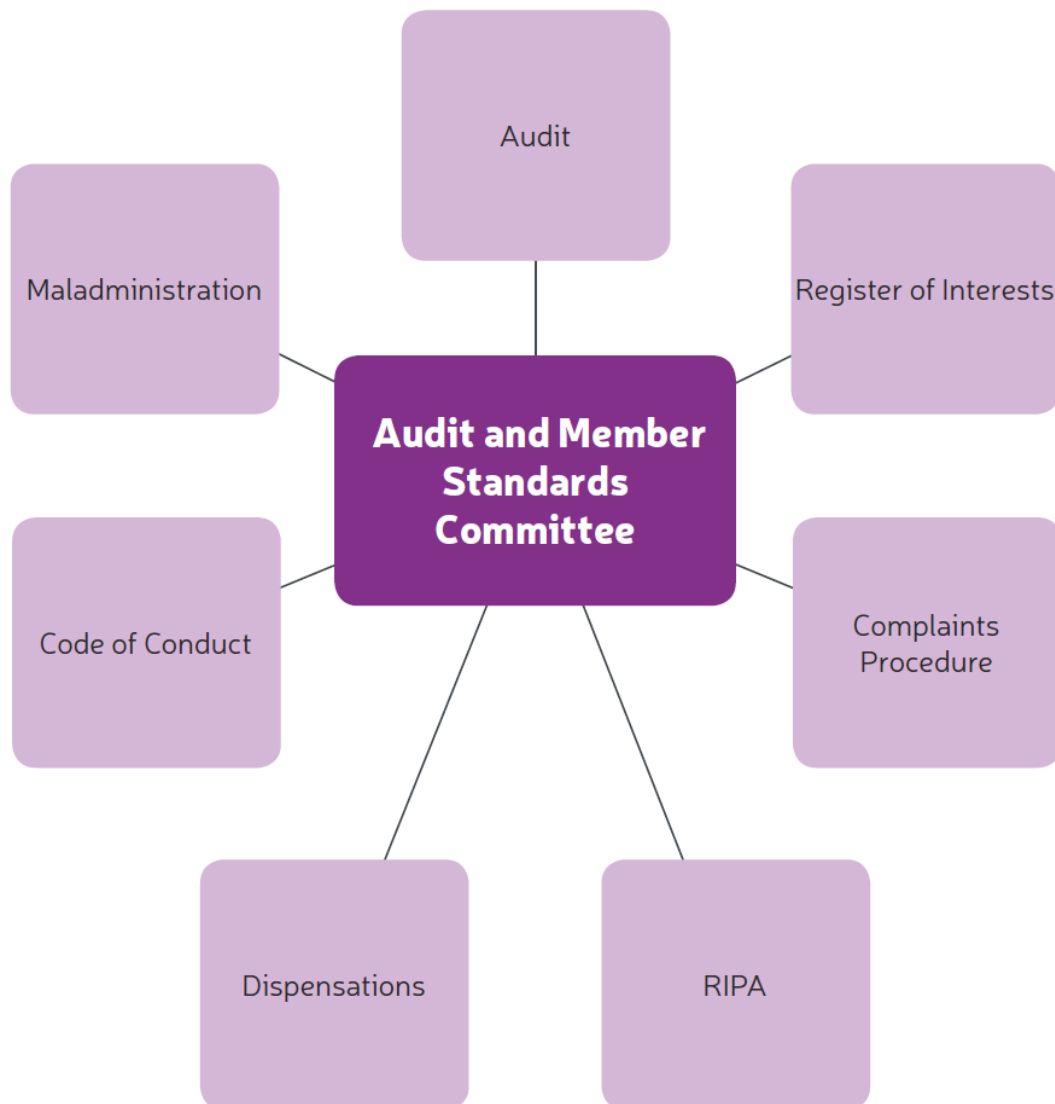 Audit
Maladministration
Register of Interests
Audit and Member
Standards
Committee
Code of Conduct
Complaints
Procedure
Dispensations
RIPA